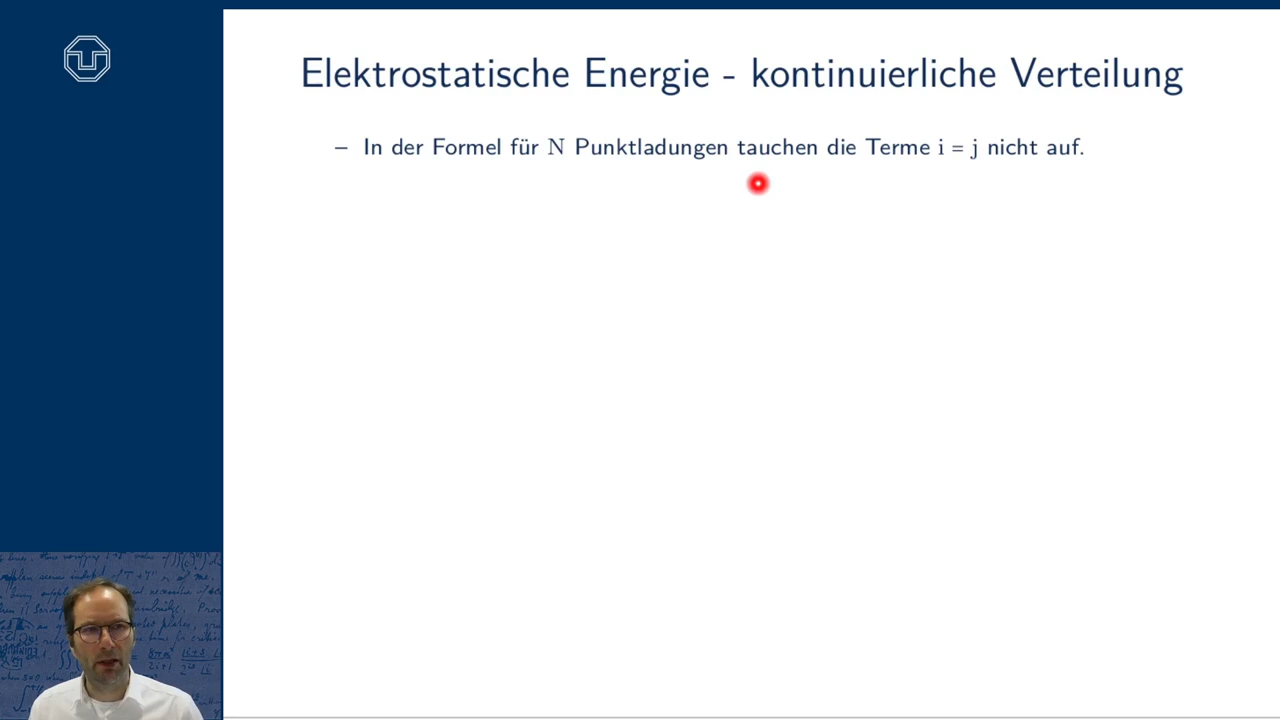 Elektrostatische Energie - kontinuierliche Verteilung
– In der Formel für N Punktladungen tauchen die Terme i = j nicht auf.